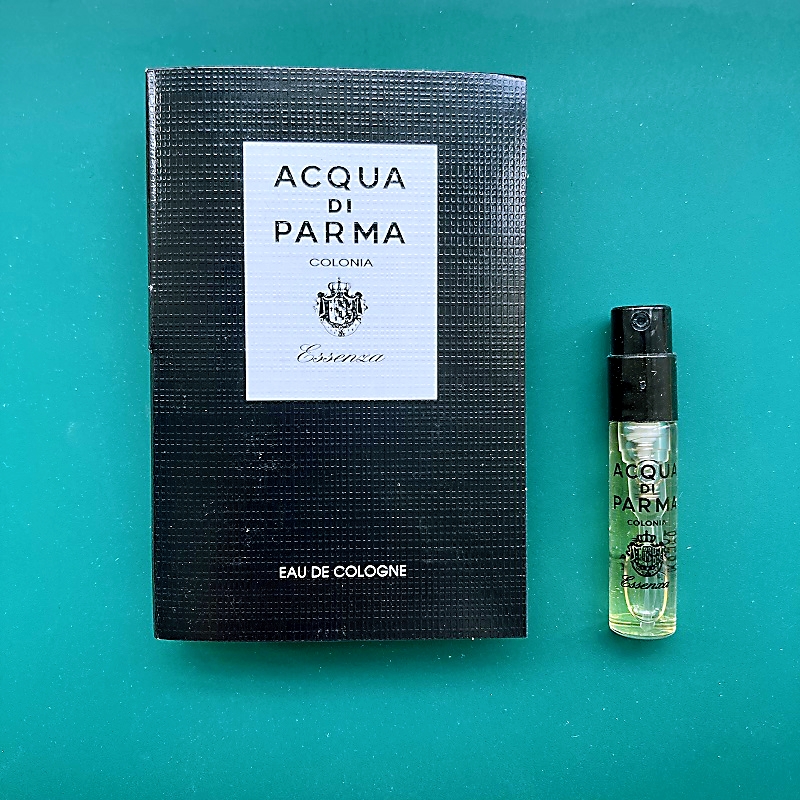 ACQUA
DI
PARMA
COLONIA
Essenza
EAU DE COLOGNE
ACQUA
DI
PARMA
COLONIA
Essenza